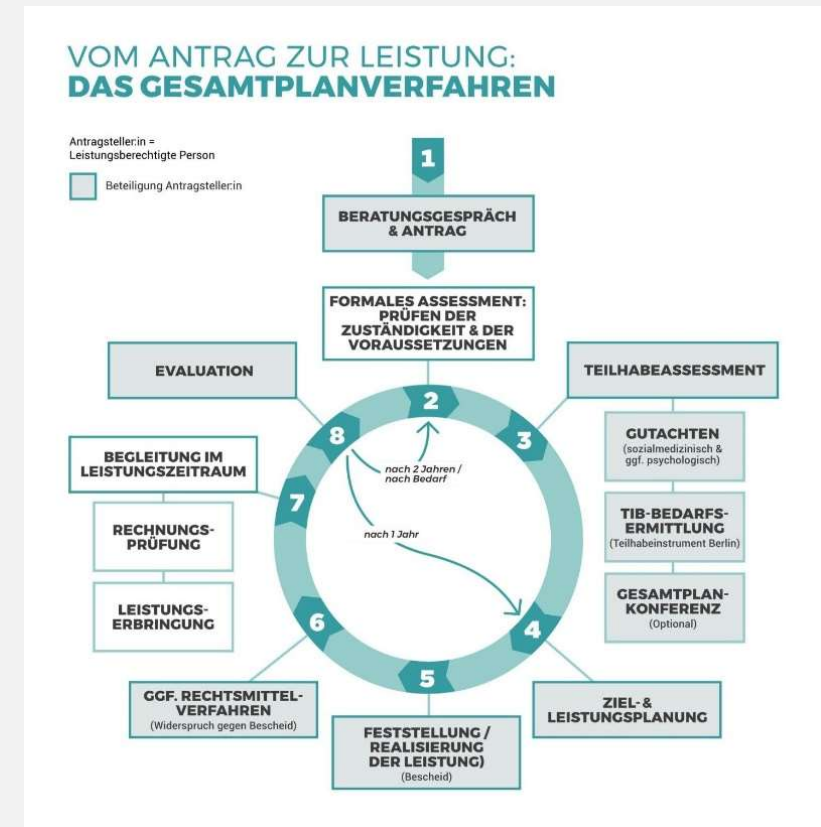 VOM ANTRAG ZUR LEISTUNG:
DAS GESAMTPLANVERFAHREN
Antragsteller:in =
Leistungsberechtigte Person
Beteiligung Antragsteller:in
1
BERATUNGSGESPRÄCH
& ANTRAG
FORMALES ASSESSMENT:
PRÜFEN DER
ZUSTÄNDIGKEIT & DER
VORAUSSETZUNGEN
2
3
TEILHABEASSESSMENT
GUTACHTEN
(sozialmedizinisch &
ggf. psychologisch)
TIB-BEDARFS-
ERMITTLUNG
(Teilhabeinstrument Berlin)
GESAMTPLAN-
KONFERENZ
(Optional)
4
ZIEL- &
LEISTUNGSPLANUNG
5
FESTSTELLUNG /
REALISIERUNG
DER LEISTUNG)
(Bescheid)
6
GGF. RECHTSMITTEL-
VERFAHREN
(Widerspruch gegen Bescheid)
7
BEGLEITUNG IM
LEISTUNGSZEITRAUM
RECHNUNGS-
PRÜFUNG
LEISTUNGS-
ERBRINGUNG
8
EVALUATION
nach 2 Jahren /
nach Bedarf
nach 1 Jahr